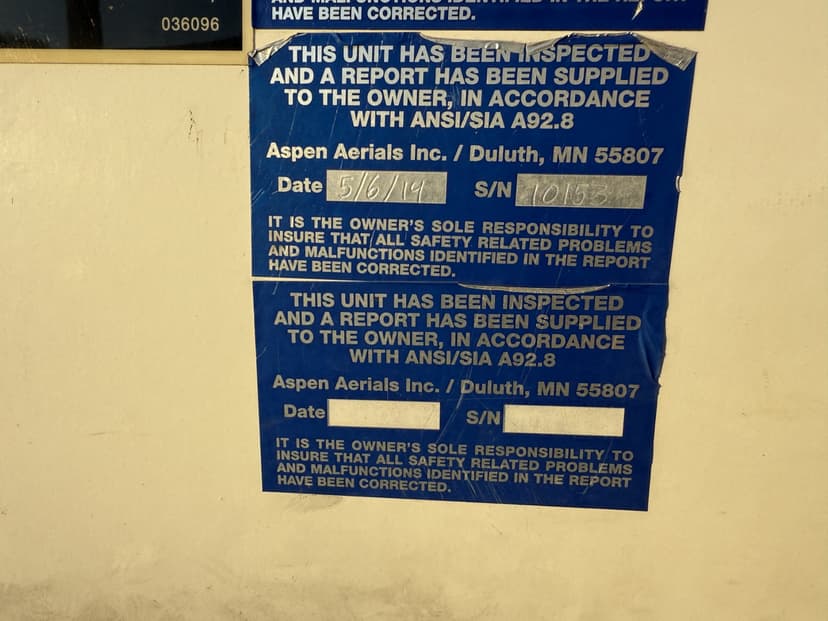 036096
HAVE BEEN CORRECTED.
THIS UNIT HAS BEEN INSPECTED
AND A REPORT HAS BEEN SUPPLIED
TO THE OWNER, IN ACCORDANCE
WITH ANSI/SIA A92.8
Aspen Aerials Inc. / Duluth, MN 55807
Date 5/6/14 S/N 10153
IT IS THE OWNER'S SOLE RESPONSIBILITY TO
INSURE THAT ALL SAFETY RELATED PROBLEMS
AND MALFUNCTIONS IDENTIFIED IN THE REPORT
HAVE BEEN CORRECTED.
THIS UNIT HAS BEEN INSPECTED
AND A REPORT HAS BEEN SUPPLIED
TO THE OWNER, IN ACCORDANCE
WITH ANSI/SIA A92.8
Aspen Aerials Inc. / Duluth, MN 55807
Date S/N
IT IS THE OWNER'S SOLE RESPONSIBILITY TO
INSURE THAT ALL SAFETY RELATED PROBLEMS
AND MALFUNCTIONS IDENTIFIED IN THE REPORT
HAVE BEEN CORRECTED.